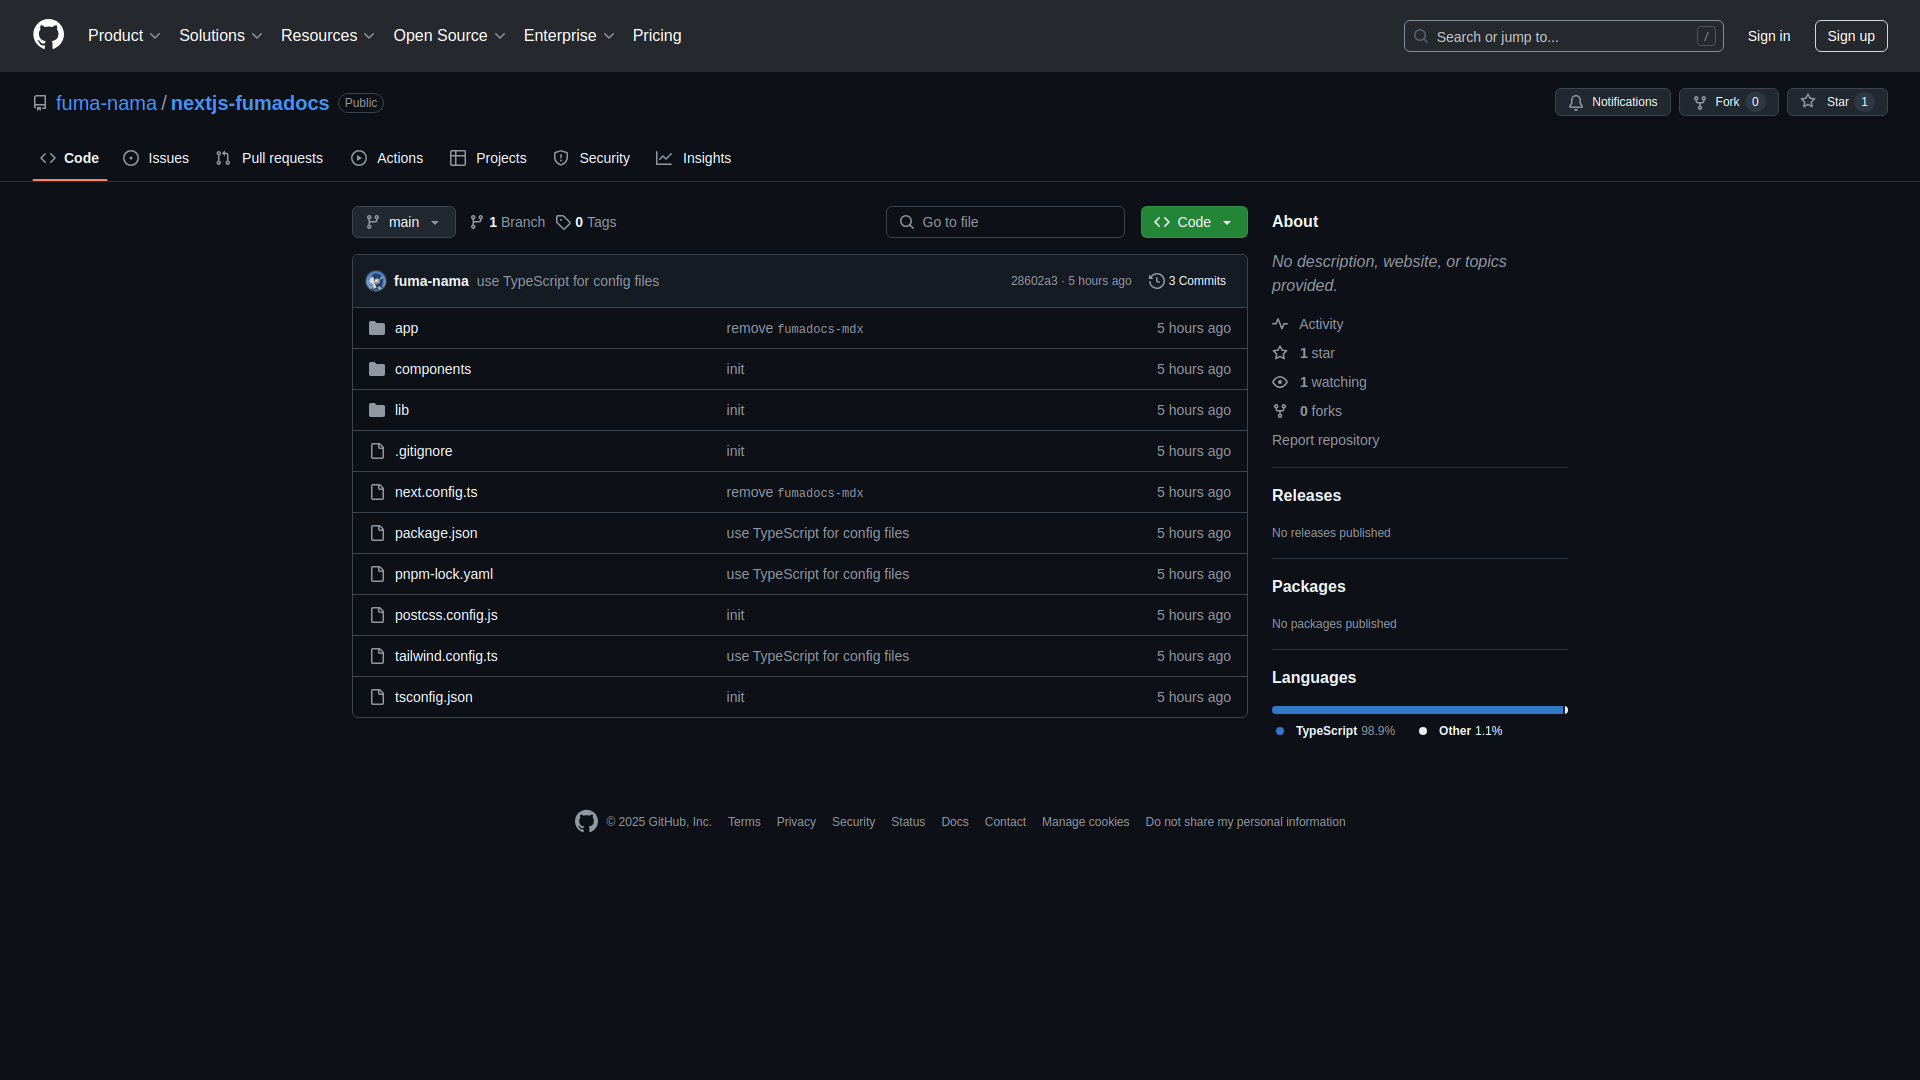 Product Solutions Resources Open Source Enterprise Pricing Search or jump to... / Sign in Sign up
fuma-nama / nextjs-fumadocs Public Notifications Fork 0 Star 1
Code Issues Pull requests Actions Projects Security Insights
main 1 Branch 0 Tags Go to file Code
fuma-nama use TypeScript for config files 28602a3 · 5 hours ago 3 Commits
app remove fumadocs-mdx 5 hours ago
components init 5 hours ago
lib init 5 hours ago
.gitignore init 5 hours ago
next.config.ts remove fumadocs-mdx 5 hours ago
package.json use TypeScript for config files 5 hours ago
pnpm-lock.yaml use TypeScript for config files 5 hours ago
postcss.config.js init 5 hours ago
tailwind.config.ts use TypeScript for config files 5 hours ago
tsconfig.json init 5 hours ago
About
No description, website, or topics
provided.
Activity
1 star
1 watching
0 forks
Report repository
Releases
No releases published
Packages
No packages published
Languages
TypeScript 98.9% Other 1.1%
© 2025 GitHub, Inc. Terms Privacy Security Status Docs Contact Manage cookies Do not share my personal information